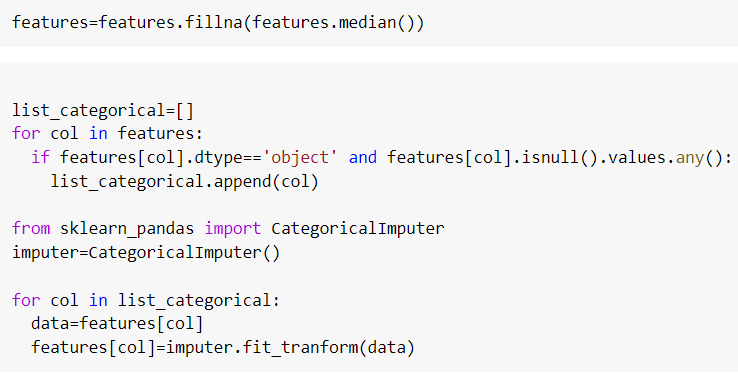 features=features.fillna(features.median())
list_categorical=[]
for col in features:
  if features[col].dtype=='object' and features[col].isnull().values.any():
    list_categorical.append(col)
from sklearn_pandas import CategoricalImputer
imputer=CategoricalImputer()
for col in list_categorical:
  data=features[col]
  features[col]=imputer.fit_tranform(data)